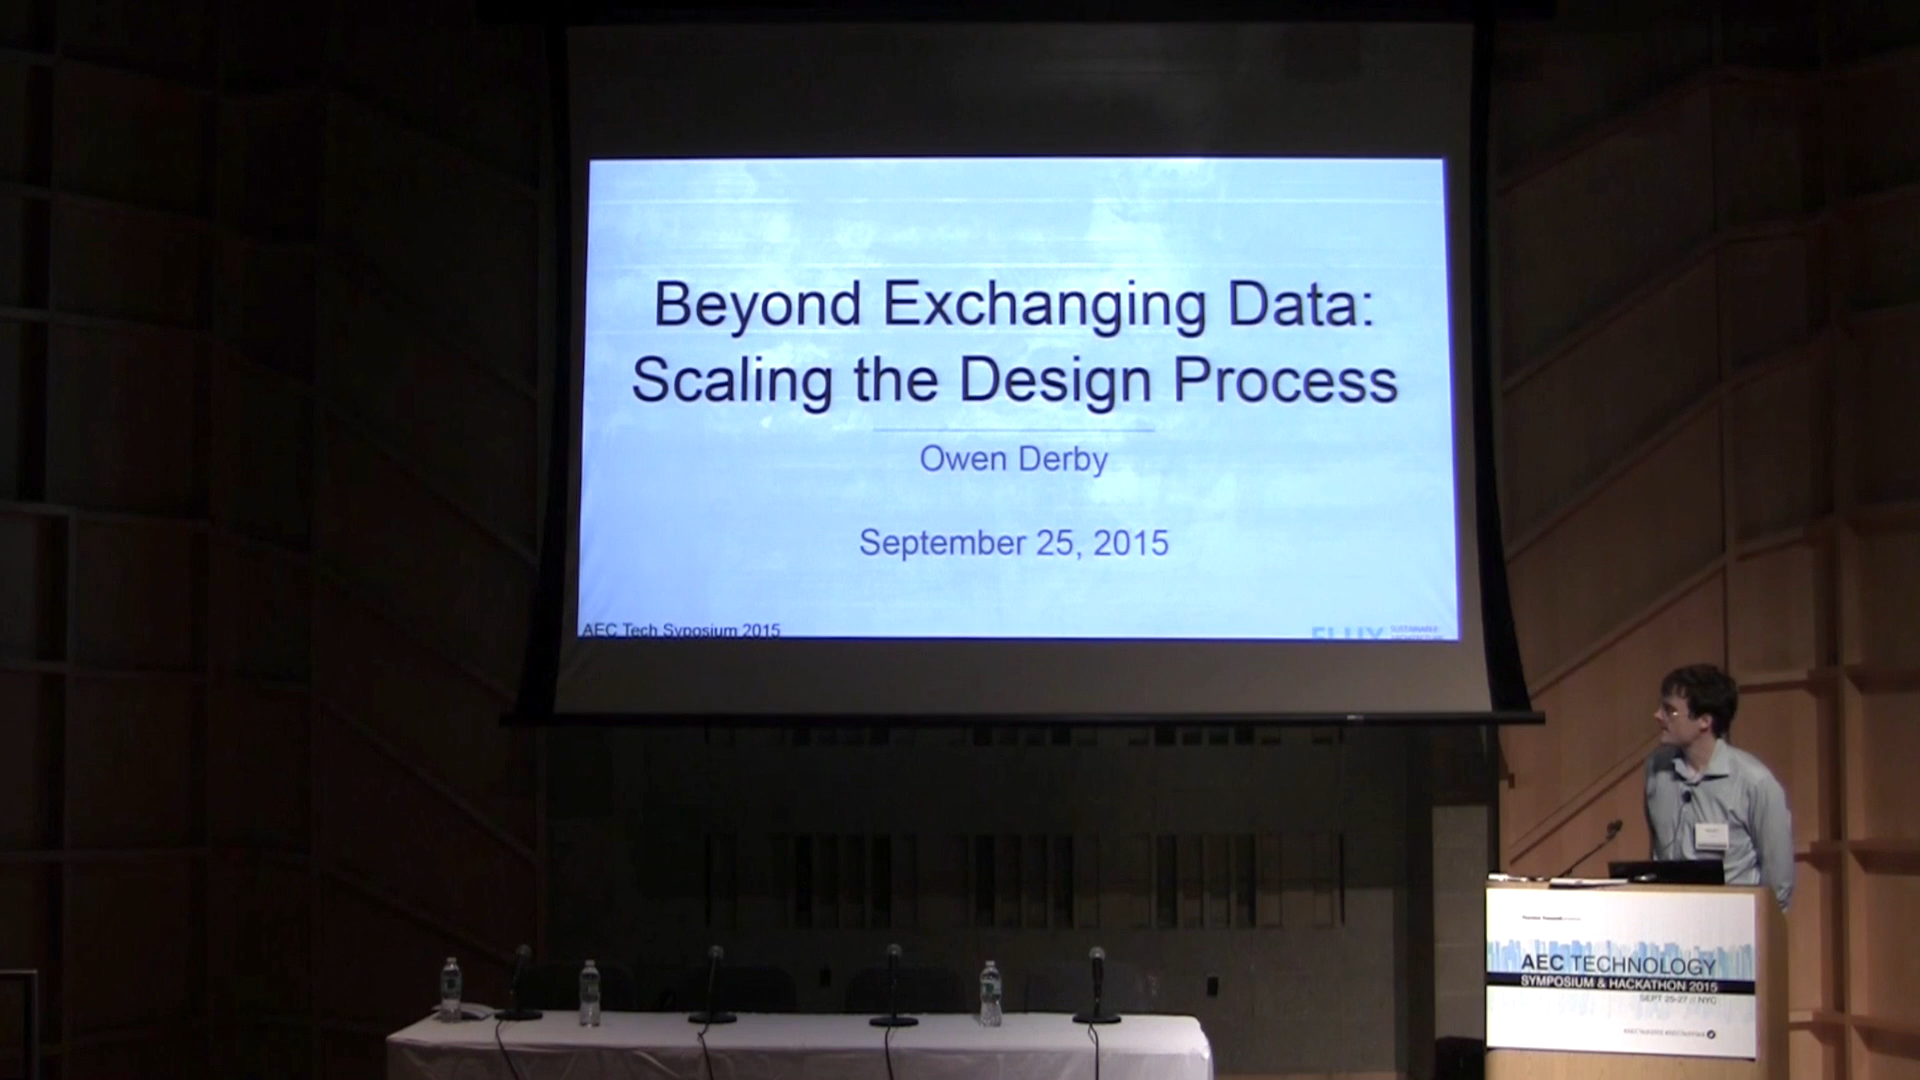 Beyond Exchanging Data:
Scaling the Design Process
Owen Derby
September 25, 2015
AEC Tech Syposium 2015
FLUX
AEC TECHNOLOGY
SYMPOSIUM & HACKATHON 2015
SEPT 25-27 // NYC